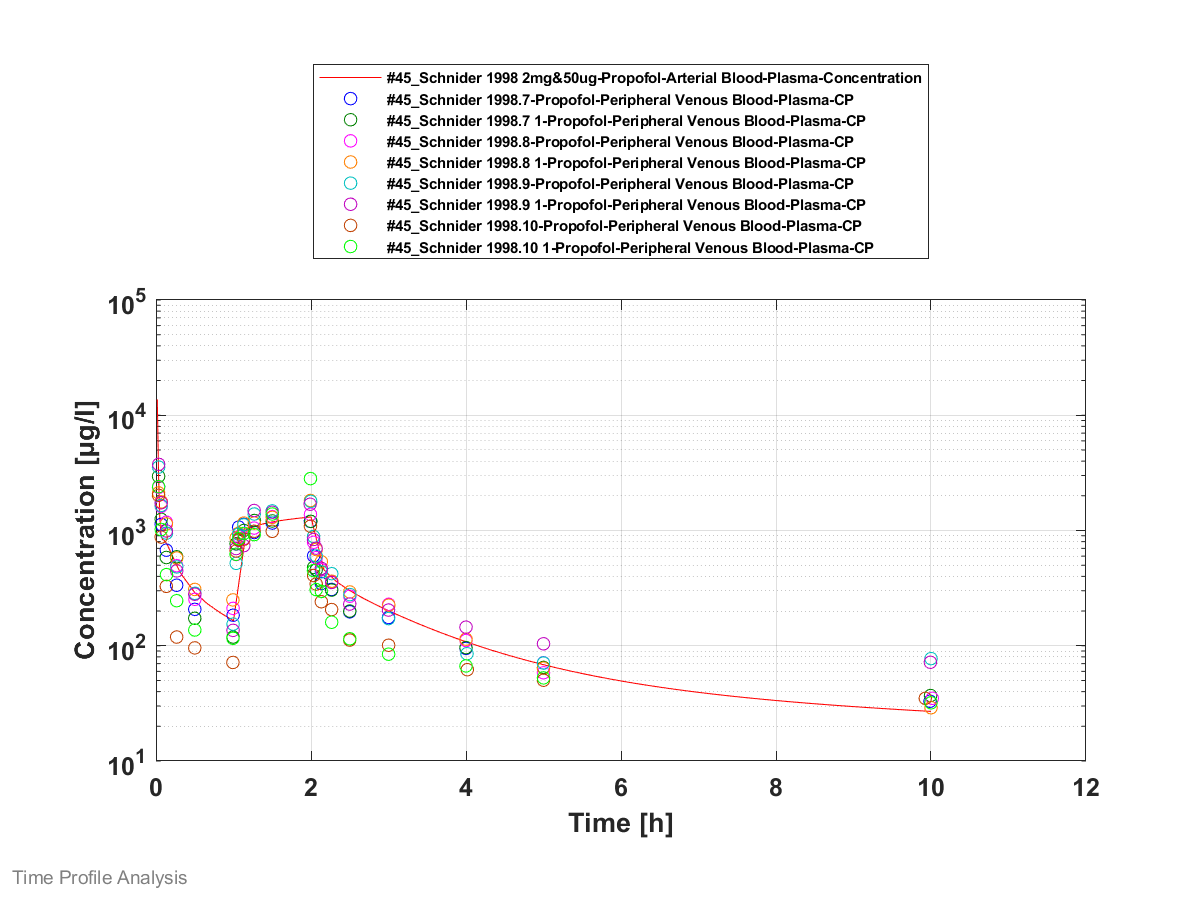 #45_Schnider 1998 2mg&50ug-Propofol-Arterial Blood-Plasma-Concentration
#45_Schnider 1998.7-Propofol-Peripheral Venous Blood-Plasma-CP
#45_Schnider 1998.7 1-Propofol-Peripheral Venous Blood-Plasma-CP
#45_Schnider 1998.8-Propofol-Peripheral Venous Blood-Plasma-CP
#45_Schnider 1998.8 1-Propofol-Peripheral Venous Blood-Plasma-CP
#45_Schnider 1998.9-Propofol-Peripheral Venous Blood-Plasma-CP
#45_Schnider 1998.9 1-Propofol-Peripheral Venous Blood-Plasma-CP
#45_Schnider 1998.10-Propofol-Peripheral Venous Blood-Plasma-CP
#45_Schnider 1998.10 1-Propofol-Peripheral Venous Blood-Plasma-CP
10^5
10^4
10^3
10^2
10^1
Concentration [µg/l]
0 2 4 6 8 10 12
Time [h]
Time Profile Analysis